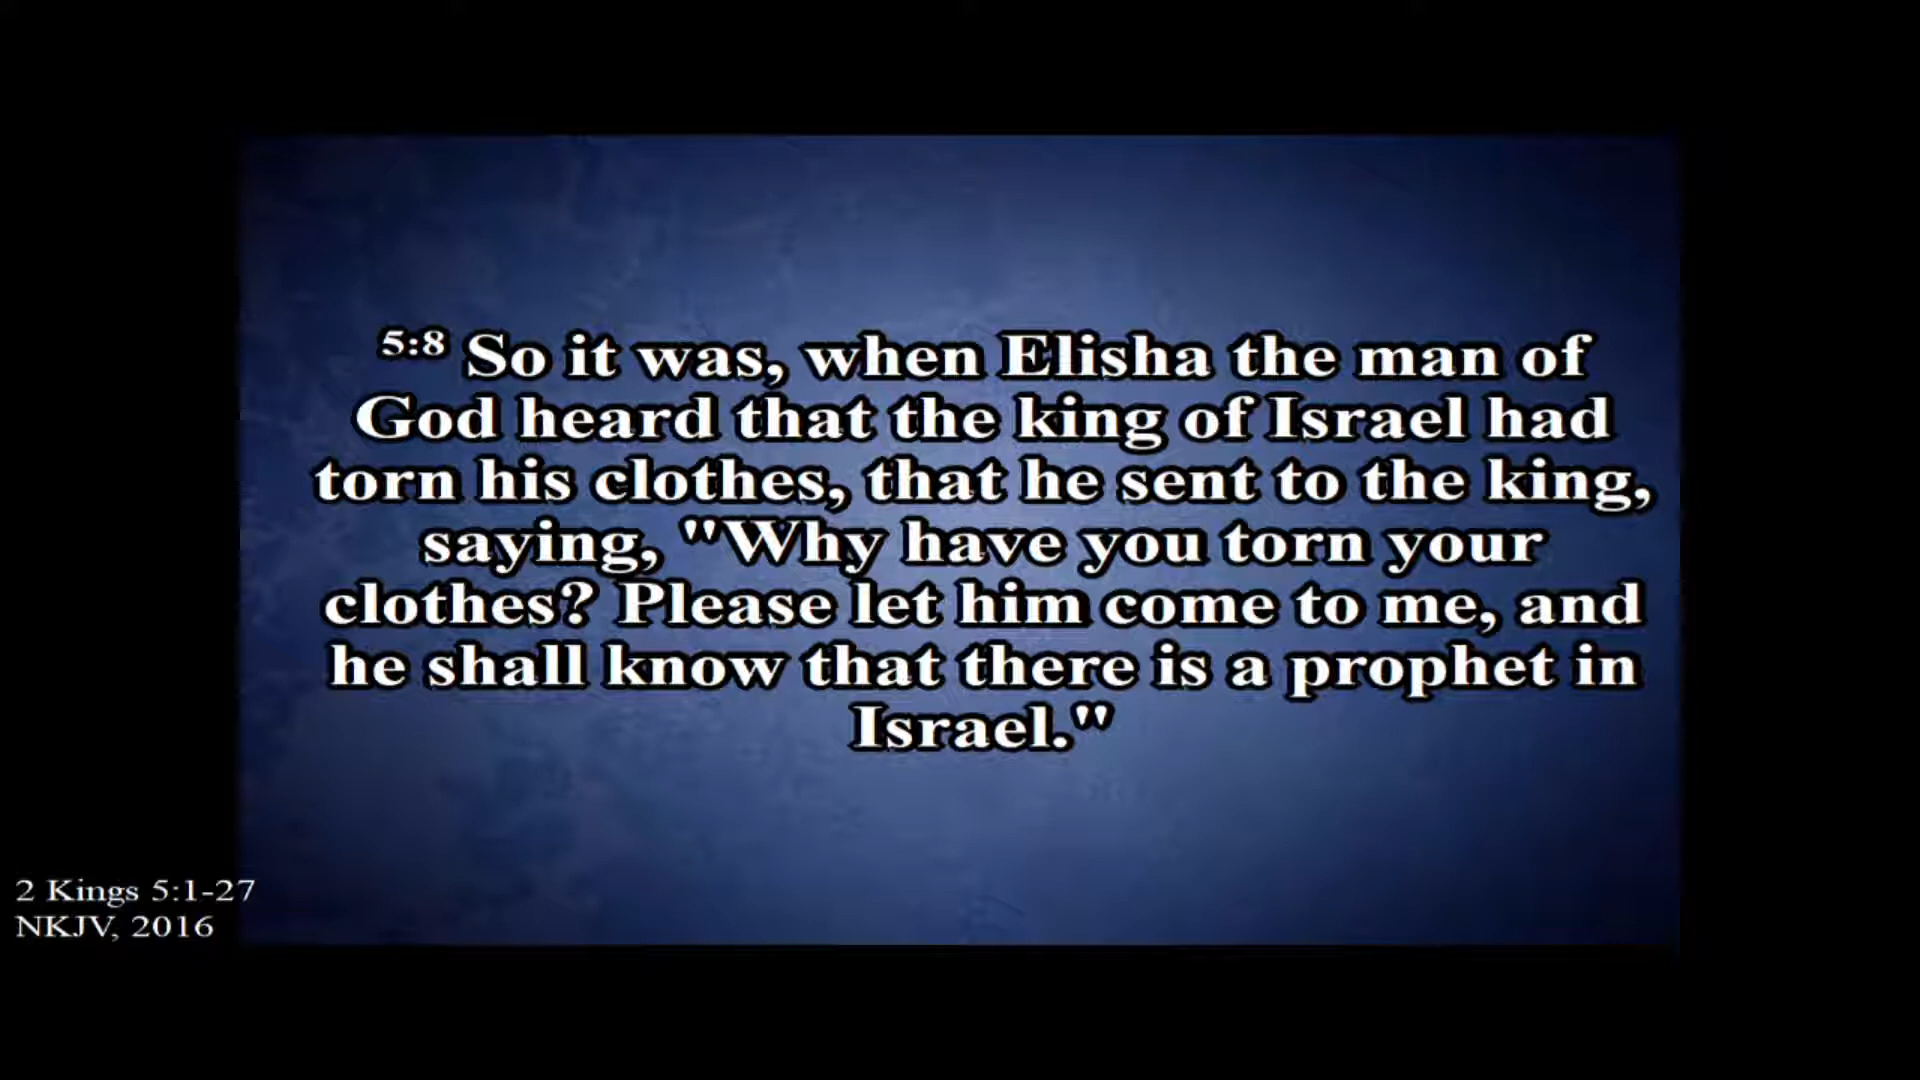 5:8 So it was, when Elisha the man of
God heard that the king of Israel had
torn his clothes, that he sent to the king,
saying, "Why have you torn your
clothes? Please let him come to me, and
he shall know that there is a prophet in
Israel."
2 Kings 5:1-27
NKJV, 2016